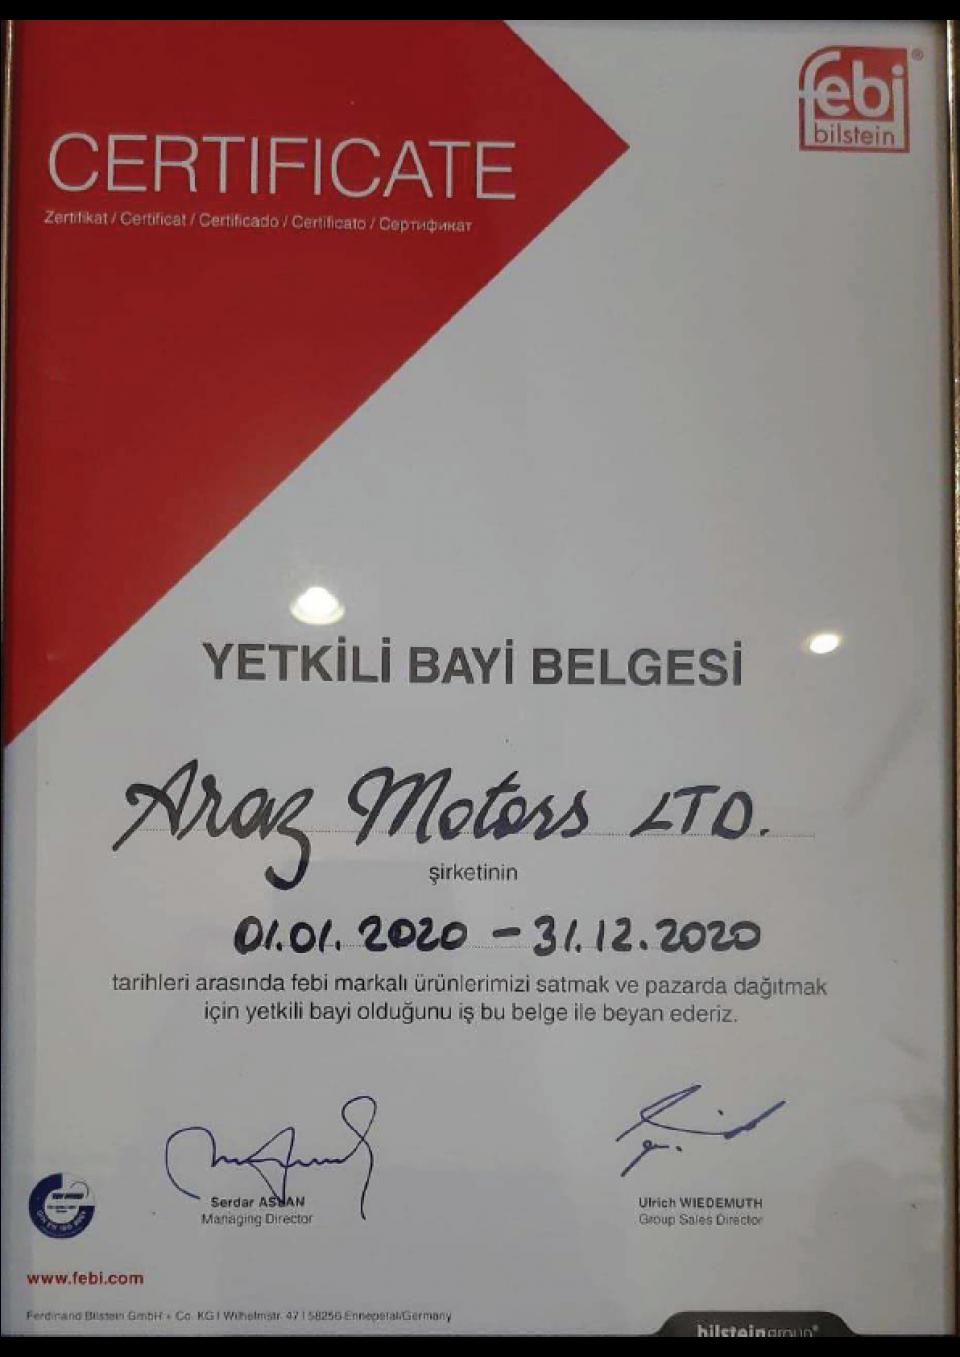 febi®
bilstein
CERTIFICATE
Zertifikat / Certificat / Certificado / Certificato / Сертификат
YETKİLİ BAYİ BELGESİ
Araz Motors LTD.
şirketinin
01.01.2020 - 31.12.2020
tarihleri arasında febi markalı ürünlerimizi satmak ve pazarda dağıtmak
için yetkili bayi olduğunu iş bu belge ile beyan ederiz.
Serdar ASLAN
Managing Director
Ulrich WIEDEMUTH
Group Sales Director
www.febi.com
Ferdinand Bilstein GmbH + Co. KG I Wilhelmstr. 47 I 58256 Ennepetal/Germany
bilsteingroup®